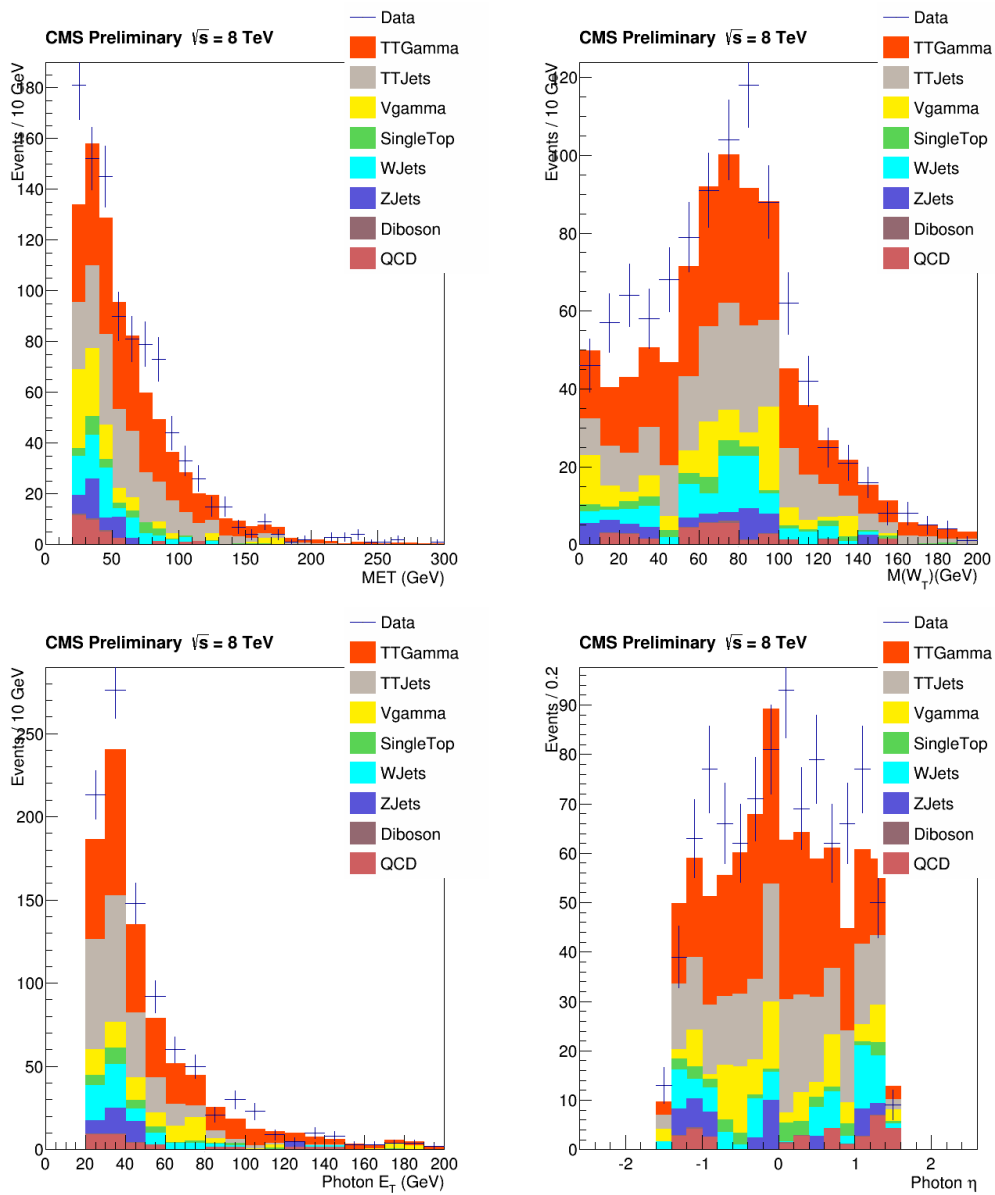 CMS Preliminary √s = 8 TeV
Data
TTGamma
TTJets
Vgamma
SingleTop
WJets
ZJets
Diboson
QCD
Events / 10 GeV
180
160
140
120
100
80
60
40
20
0
0 50 100 150 200 250 300
MET (GeV)
CMS Preliminary √s = 8 TeV
Data
TTGamma
TTJets
Vgamma
SingleTop
WJets
ZJets
Diboson
QCD
Events / 10 GeV
120
100
80
60
40
20
0
0 20 40 60 80 100 120 140 160 180 200
M(W_T)(GeV)
CMS Preliminary √s = 8 TeV
Data
TTGamma
TTJets
Vgamma
SingleTop
WJets
ZJets
Diboson
QCD
Events / 10 GeV
250
200
150
100
50
0
0 20 40 60 80 100 120 140 160 180 200
Photon E_T (GeV)
CMS Preliminary √s = 8 TeV
Data
TTGamma
TTJets
Vgamma
SingleTop
WJets
ZJets
Diboson
QCD
Events / 0.2
90
80
70
60
50
40
30
20
10
0
-2 -1 0 1 2
Photon η